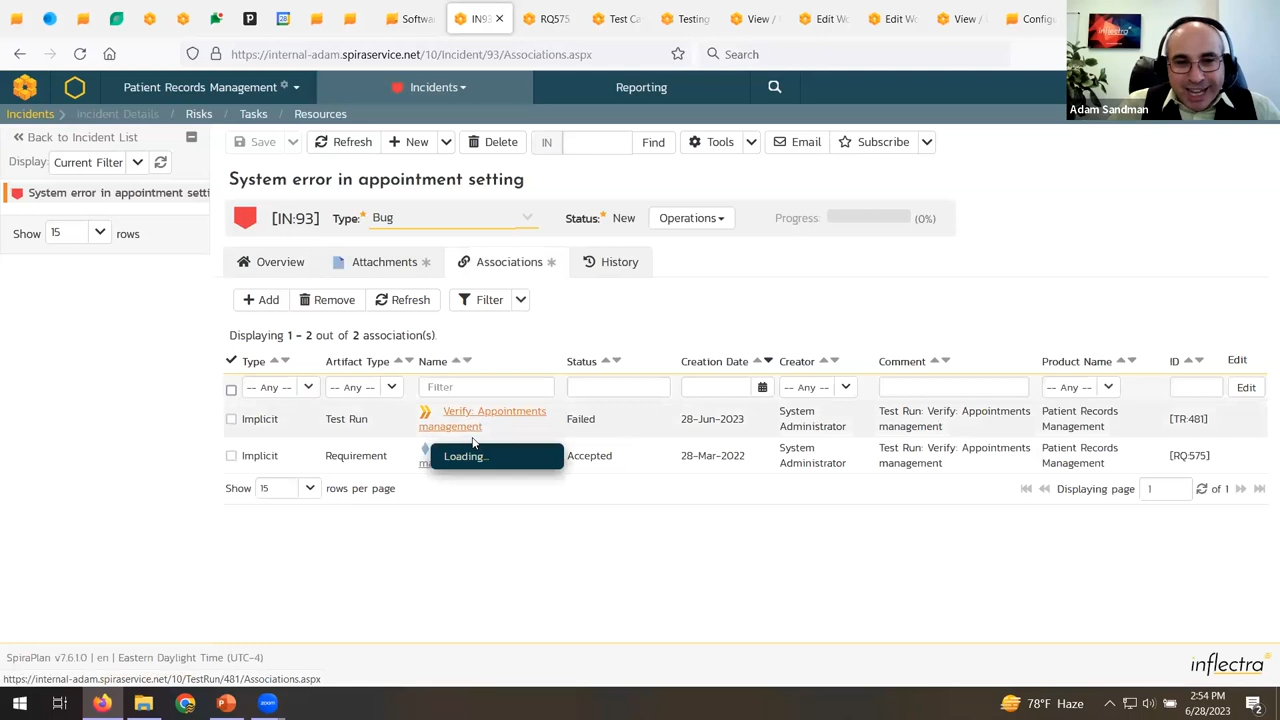 Softwa
IN93
RQ575
Test Ca
Testing
View /
Edit Wo
Edit Wo
View /
Config
https://internal-adam.spiraservice.net/10/Incident/93/Associations.aspx
Search
inflectra
Adam Sandman
Patient Records Management
Incidents
Reporting
Incidents
Incident Details
/ Risks / Tasks / Resources
Back to Incident List
Display: Current Filter
System error in appointment setti
Show 15 rows
Save
Refresh
New
Delete
IN
Find
Tools
Email
Subscribe
System error in appointment setting
[IN:93] Type: Bug Status: New Operations Progress: (0%)
Overview Attachments Associations History
Add Remove Refresh Filter
Displaying 1 - 2 out of 2 association(s).
Type Artifact Type Name Status Creation Date Creator Comment Product Name ID Edit
-- Any -- -- Any -- Filter -- Any -- -- Any -- Edit
Implicit Test Run Verify: Appointments management Failed 28-Jun-2023 System Administrator Test Run: Verify: Appointments management Patient Records Management [TR:481]
Implicit Requirement Loading... Accepted 28-Mar-2022 System Administrator Test Run: Verify: Appointments management Patient Records Management [RQ:575]
Show 15 rows per page
Displaying page 1 of 1
SpiraPlan v7.6.1.0 | en | Eastern Daylight Time (UTC-4)
inflectra
https://internal-adam.spiraservice.net/10/TestRun/481/Associations.aspx
78°F Haze
2:54 PM
6/28/2023
2